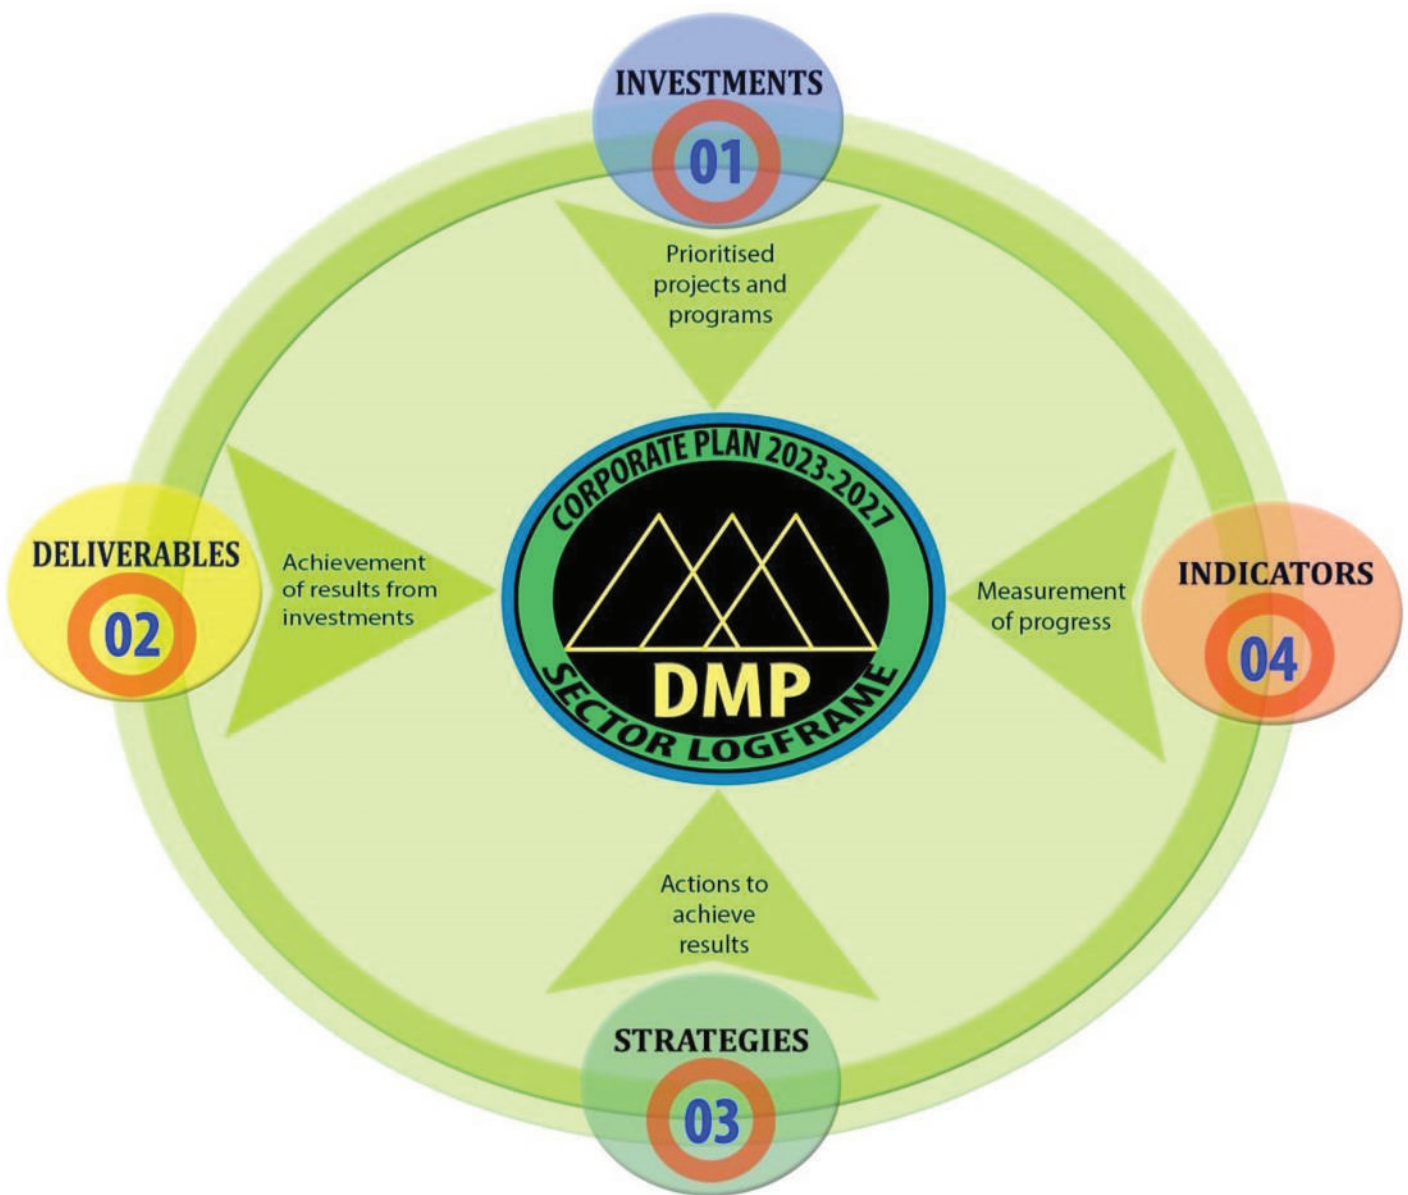 INVESTMENTS
01
Prioritised
projects and
programs
CORPORATE PLAN 2023-2027
DMP
SECTOR LOGFRAME
DELIVERABLES
02
Achievement
of results from
investments
Measurement
of progress
INDICATORS
04
Actions to
achieve
results
STRATEGIES
03